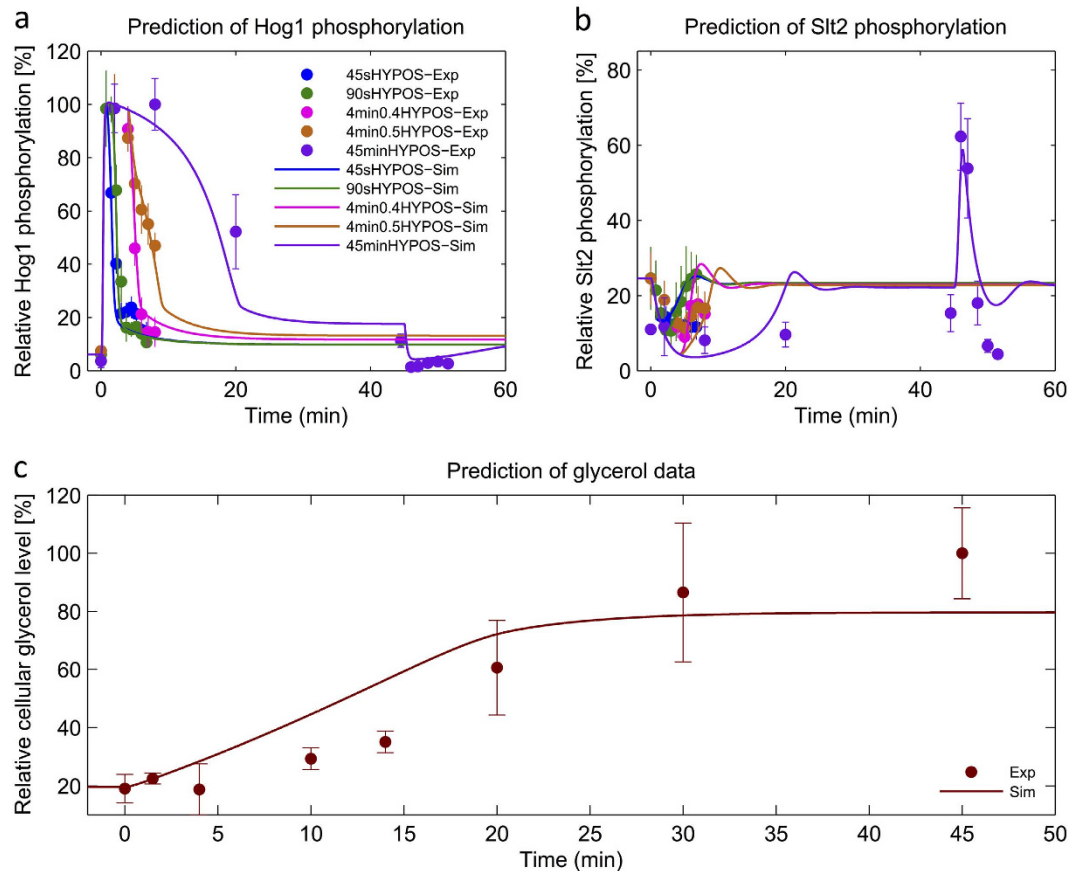 a
Prediction of Hog1 phosphorylation
Relative Hog1 phosphorylation [%]
120
100
80
60
40
20
0
45sHYPOS-Exp
90sHYPOS-Exp
4min0.4HYPOS-Exp
4min0.5HYPOS-Exp
45minHYPOS-Exp
45sHYPOS-Sim
90sHYPOS-Sim
4min0.4HYPOS-Sim
4min0.5HYPOS-Sim
45minHYPOS-Sim
0 20 40 60
Time (min)
b
Prediction of Slt2 phosphorylation
Relative Slt2 phosphorylation [%]
80
60
40
20
0
0 20 40 60
Time (min)
c
Prediction of glycerol data
Relative cellular glycerol level [%]
120
100
80
60
40
20
Exp
Sim
0 5 10 15 20 25 30 35 40 45 50
Time (min)